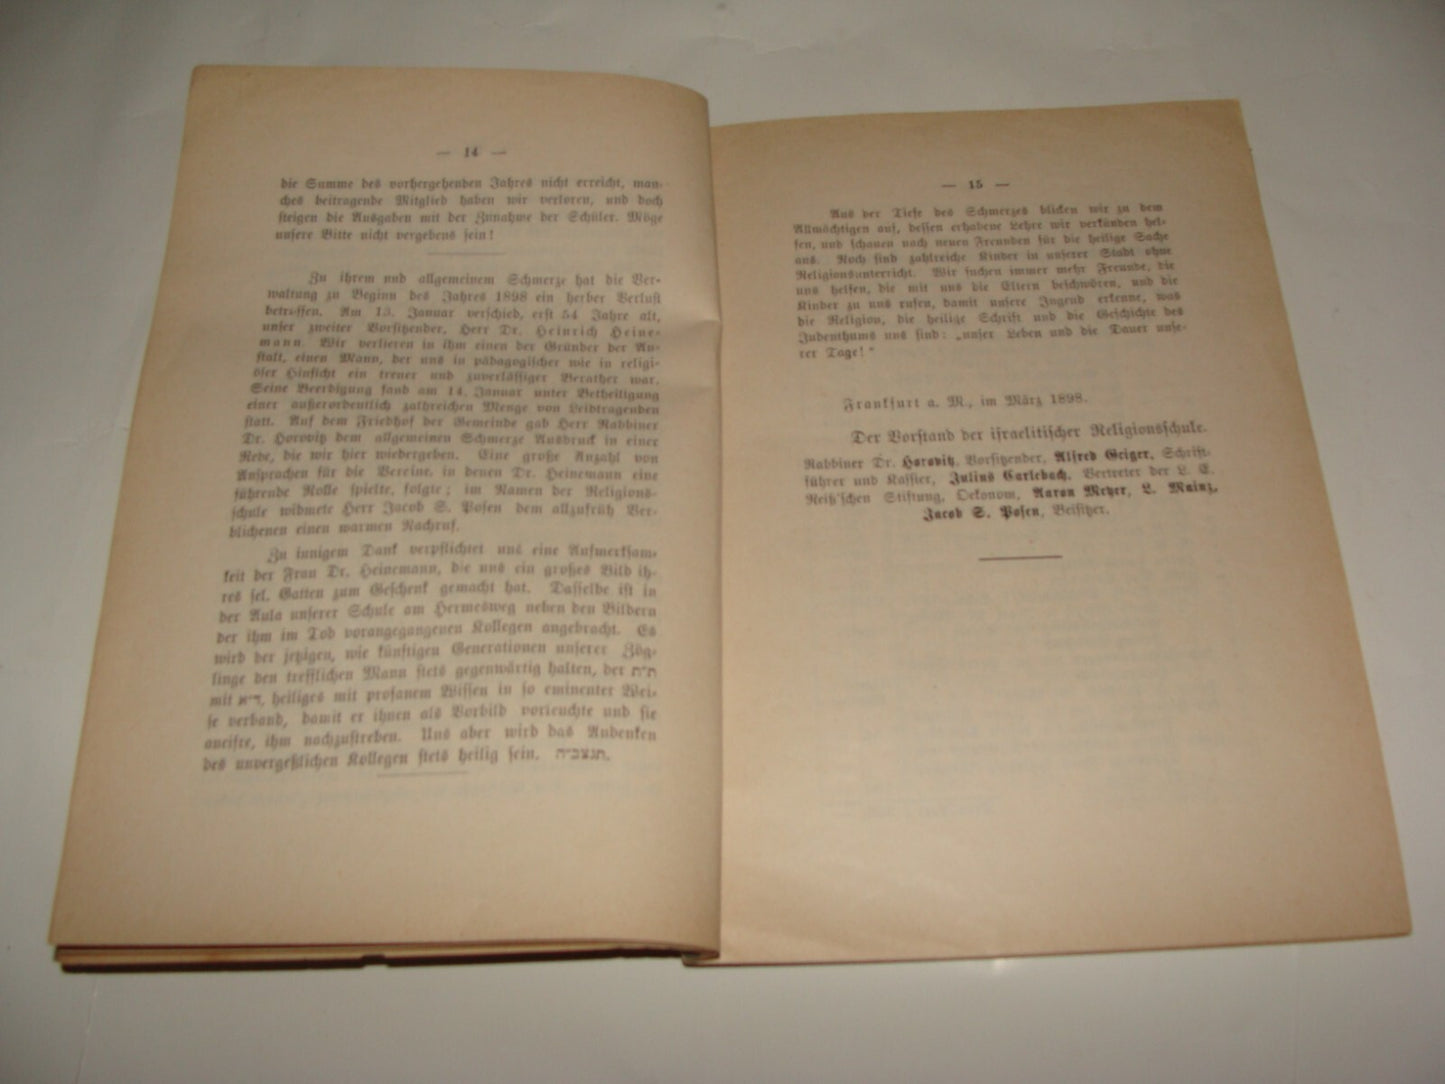 — 14 —
die Summe des vorhergehenden Jahres nicht erreicht, man-
ches beitragende Mitglied haben wir verloren, und doch
steigen die Ausgaben mit der Zunahme der Schüler. Möge
unsere Bitte nicht vergebens sein!
Zu ihrem und allgemeinem Schmerze hat die Ver-
waltung zu Beginn des Jahres 1898 ein herber Verlust
betroffen. Am 13. Januar verschied, erst 54 Jahre alt,
unser zweiter Vorsitzender, Herr Dr. Heinrich Heine-
mann. Wir verlieren in ihm einen der Gründer der An-
stalt, einen Mann, der uns in pädagogischer wie in religi-
öser Hinsicht ein treuer und zuverlässiger Berather war.
Seine Beerdigung fand am 14. Januar unter Betheiligung
einer außerordentlich zahlreichen Menge von Leidtragenden
statt. Auf dem Friedhof der Gemeinde gab Herr Rabbiner
Dr. Horovitz dem allgemeinen Schmerze Ausdruck in einer
Rede, die wir hier wiedergeben. Eine große Anzahl von
Ansprachen für die Vereine, in denen Dr. Heinemann eine
führende Rolle spielte, folgte; im Namen der Religions-
schule widmete Herr Jacob S. Posen dem allzufrüh Ver-
blichenen einen warmen Nachruf.
Zu innigem Dank verpflichtet uns eine Aufmerksam-
keit der Frau Dr. Heinemann, die uns ein großes Bild ih-
res sel. Gatten zum Geschenk gemacht hat. Dasselbe ist in
der Aula unserer Schule am Hermesweg neben den Bildern
der ihm im Tod vorangegangenen Kollegen angebracht. Es
wird der jetzigen, wie künftigen Generationen unserer Zög-
linge den trefflichen Mann stets gegenwärtig halten, der ת״ת
mit ד״א, heiliges mit profanem Wissen in so eminenter Wei-
se verband, damit er ihnen als Vorbild vorleuchte und sie
aneifre, ihm nachzustreben. Uns aber wird das Andenken
des unvergeßlichen Kollegen stets heilig sein. תנצב״ה.
— 15 —
Aus der Tiefe des Schmerzes blicken wir zu dem
Allmächtigen auf, dessen erhabene Lehre wir verkünden hel-
fen, und schauen nach neuen Freunden für die heilige Sache
aus. Noch sind zahlreiche Kinder in unserer Stadt ohne
Religionsunterricht. Wir suchen immer mehr Freunde, die
uns helfen, die mit uns die Eltern beschwören, und die
Kinder zu uns rufen, damit unsere Jugend erkenne, was
die Religion, die heilige Schrift und die Geschichte des
Judenthums uns sind: „unser Leben und die Dauer unse-
rer Tage!“
Frankfurt a. M., im März 1898.
Der Vorstand der israelitischer Religionsschule.
Rabbiner Dr. Horovitz, Vorsitzender, Alfred Geiger, Schrift-
führer und Kassier, Julius Carlebach, Vertreter der L. E.
Reiß'schen Stiftung, Oekonom, Aaron Meyer, L. Mainz,
Jacob S. Posen, Beisitzer.